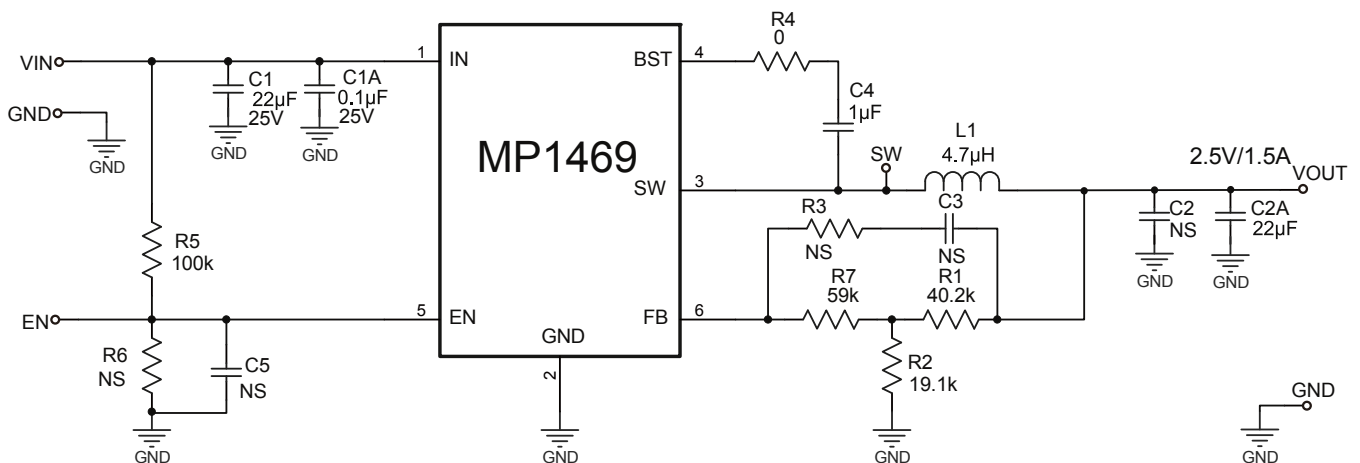 R4
0
VIN
1
IN
BST
4
C1
22µF
25V
C1A
0.1µF
25V
C4
1µF
GND
GND
GND
GND
MP1469
SW
L1
4.7µH
2.5V/1.5A
VOUT
SW
3
R3
NS
C3
NS
C2
NS
C2A
22µF
GND
GND
R5
100k
R7
59k
R1
40.2k
EN
5
EN
FB
6
GND
2
R6
NS
C5
NS
R2
19.1k
GND
GND
GND
GND
GND